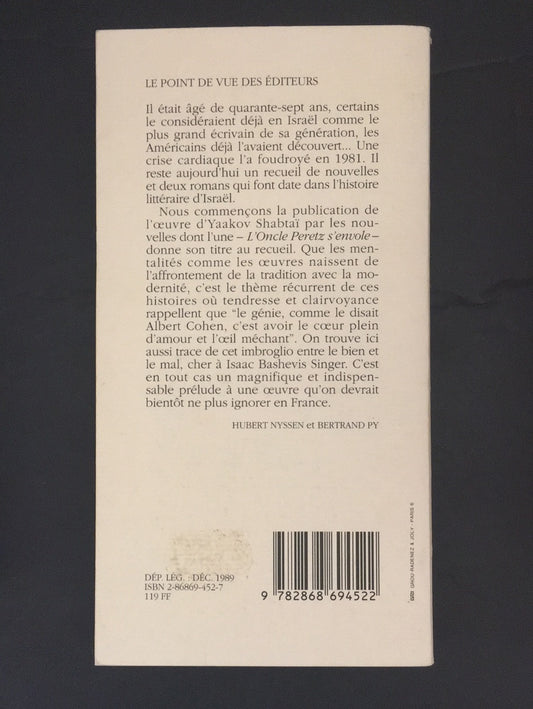 LE POINT DE VUE DES ÉDITEURS
Il était âgé de quarante-sept ans, certains
le considéraient déjà en Israël comme le
plus grand écrivain de sa génération, les
Américains déjà l'avaient découvert... Une
crise cardiaque l'a foudroyé en 1981. Il
reste aujourd'hui un recueil de nouvelles
et deux romans qui font date dans l'histoire
littéraire d'Israël.
Nous commençons la publication de
l'œuvre d'Yaakov Shabtaï par les nou-
velles dont l'une – L'Oncle Peretz s'envole –
donne son titre au recueil. Que les men-
talités comme les œuvres naissent de
l'affrontement de la tradition avec la mo-
dernité, c'est le thème récurrent de ces
histoires où tendresse et clairvoyance
rappellent que "le génie, comme le disait
Albert Cohen, c'est avoir le cœur plein
d'amour et l'œil méchant". On trouve ici
aussi trace de cet imbroglio entre le bien et
le mal, cher à Isaac Bashevis Singer. C'est
en tout cas un magnifique et indispen-
sable prélude à une œuvre qu'on devrait
bientôt ne plus ignorer en France.
HUBERT NYSSEN et BERTRAND PY
DÉP. LÉG. : DÉC. 1989
ISBN 2-86869-452-7
119 FF
9 782868 694522
GROU-RADENEZ & JOLY - PARIS 6